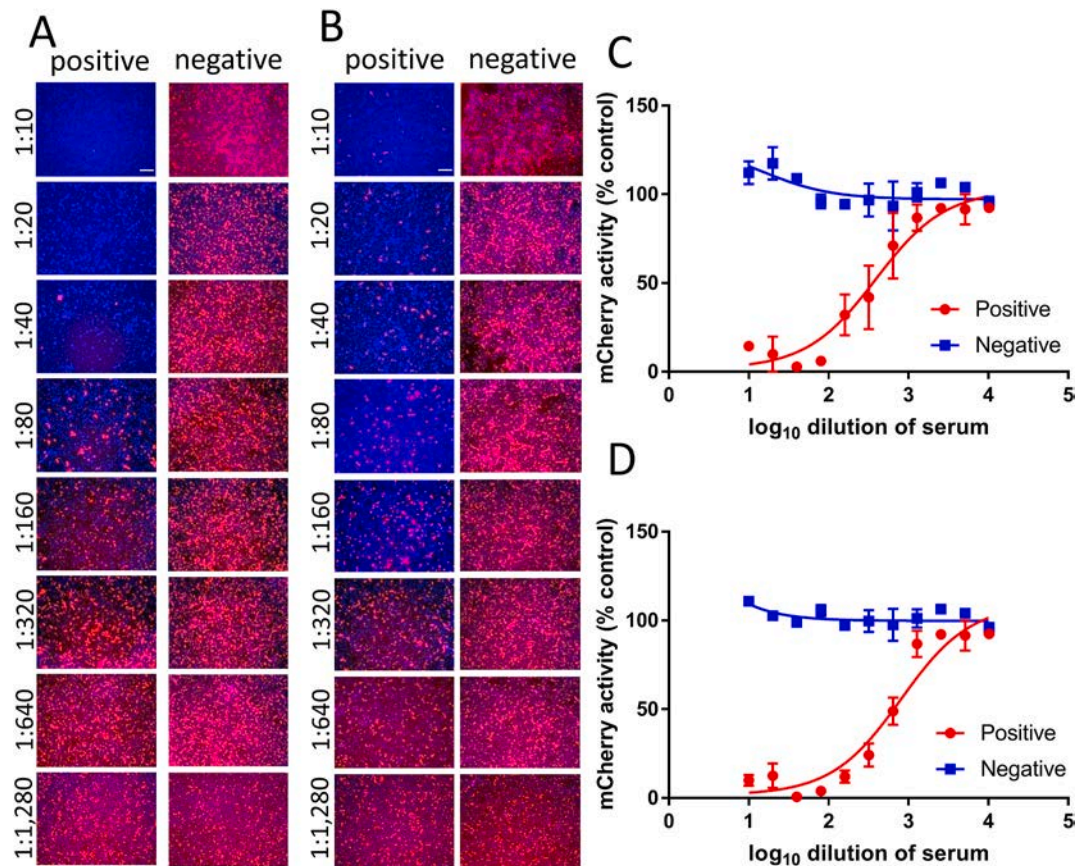 A
positive negative
1:10
1:20
1:40
1:80
1:160
1:320
1:640
1:1,280
B
positive negative
1:10
1:20
1:40
1:80
1:160
1:320
1:640
1:1,280
C
mCherry activity (% control)
150
100
50
0
0 1 2 3 4 5
Positive
Negative
log10 dilution of serum
D
mCherry activity (% control)
150
100
50
0
0 1 2 3 4 5
Positive
Negative
log10 dilution of serum